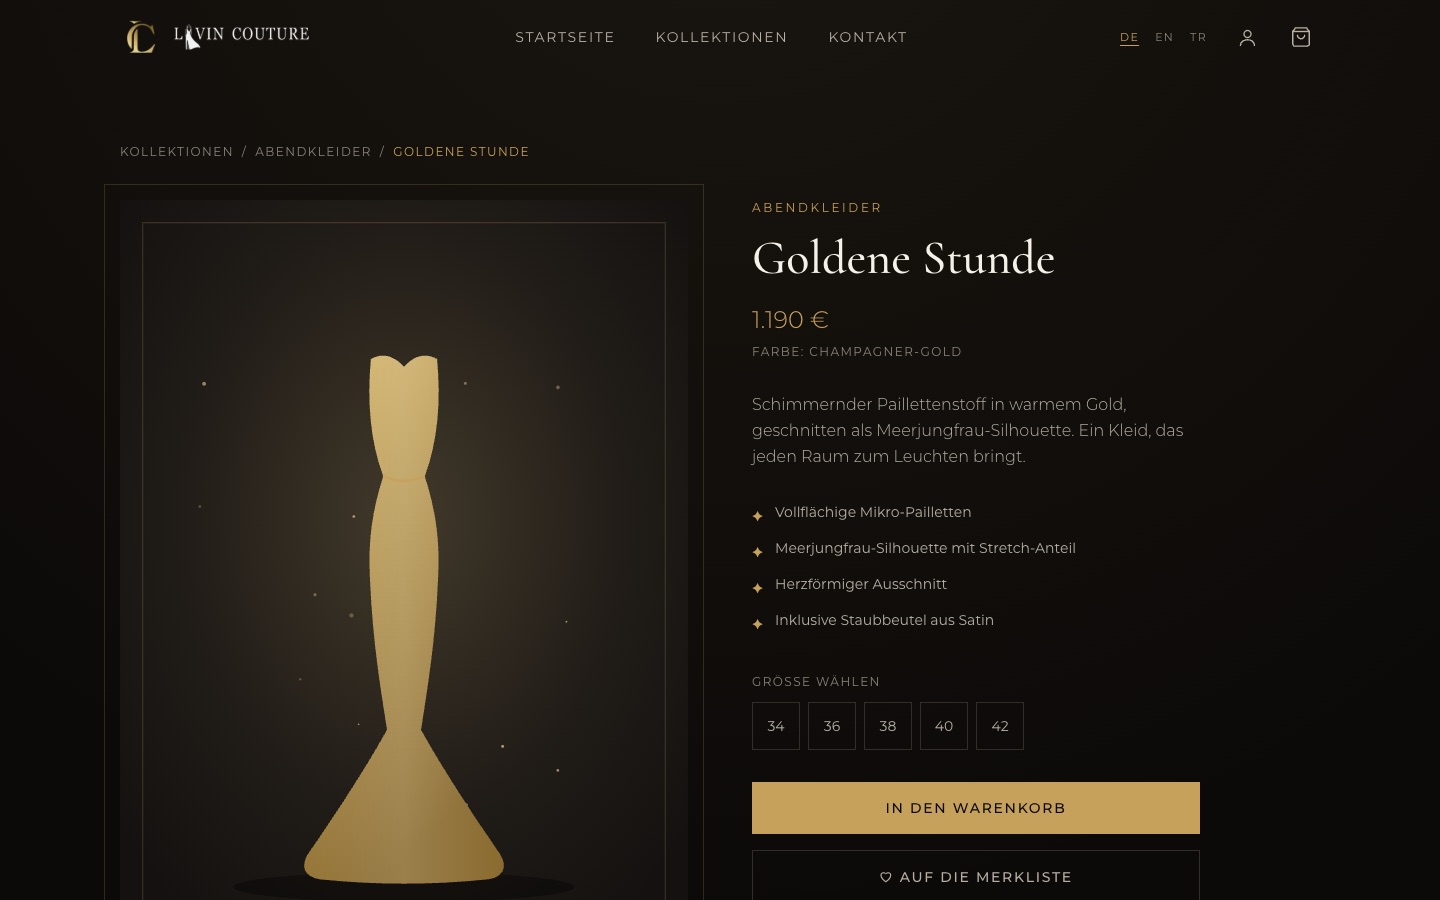 LC LAVIN COUTURE
STARTSEITE KOLLEKTIONEN KONTAKT
DE EN TR
KOLLEKTIONEN / ABENDKLEIDER / GOLDENE STUNDE
ABENDKLEIDER
Goldene Stunde
1.190 €
FARBE: CHAMPAGNER-GOLD
Schimmernder Paillettenstoff in warmem Gold,
geschnitten als Meerjungfrau-Silhouette. Ein Kleid, das
jeden Raum zum Leuchten bringt.
Vollflächige Mikro-Pailletten
Meerjungfrau-Silhouette mit Stretch-Anteil
Herzförmiger Ausschnitt
Inklusive Staubbeutel aus Satin
GRÖSSE WÄHLEN
34 36 38 40 42
IN DEN WARENKORB
♡ AUF DIE MERKLISTE